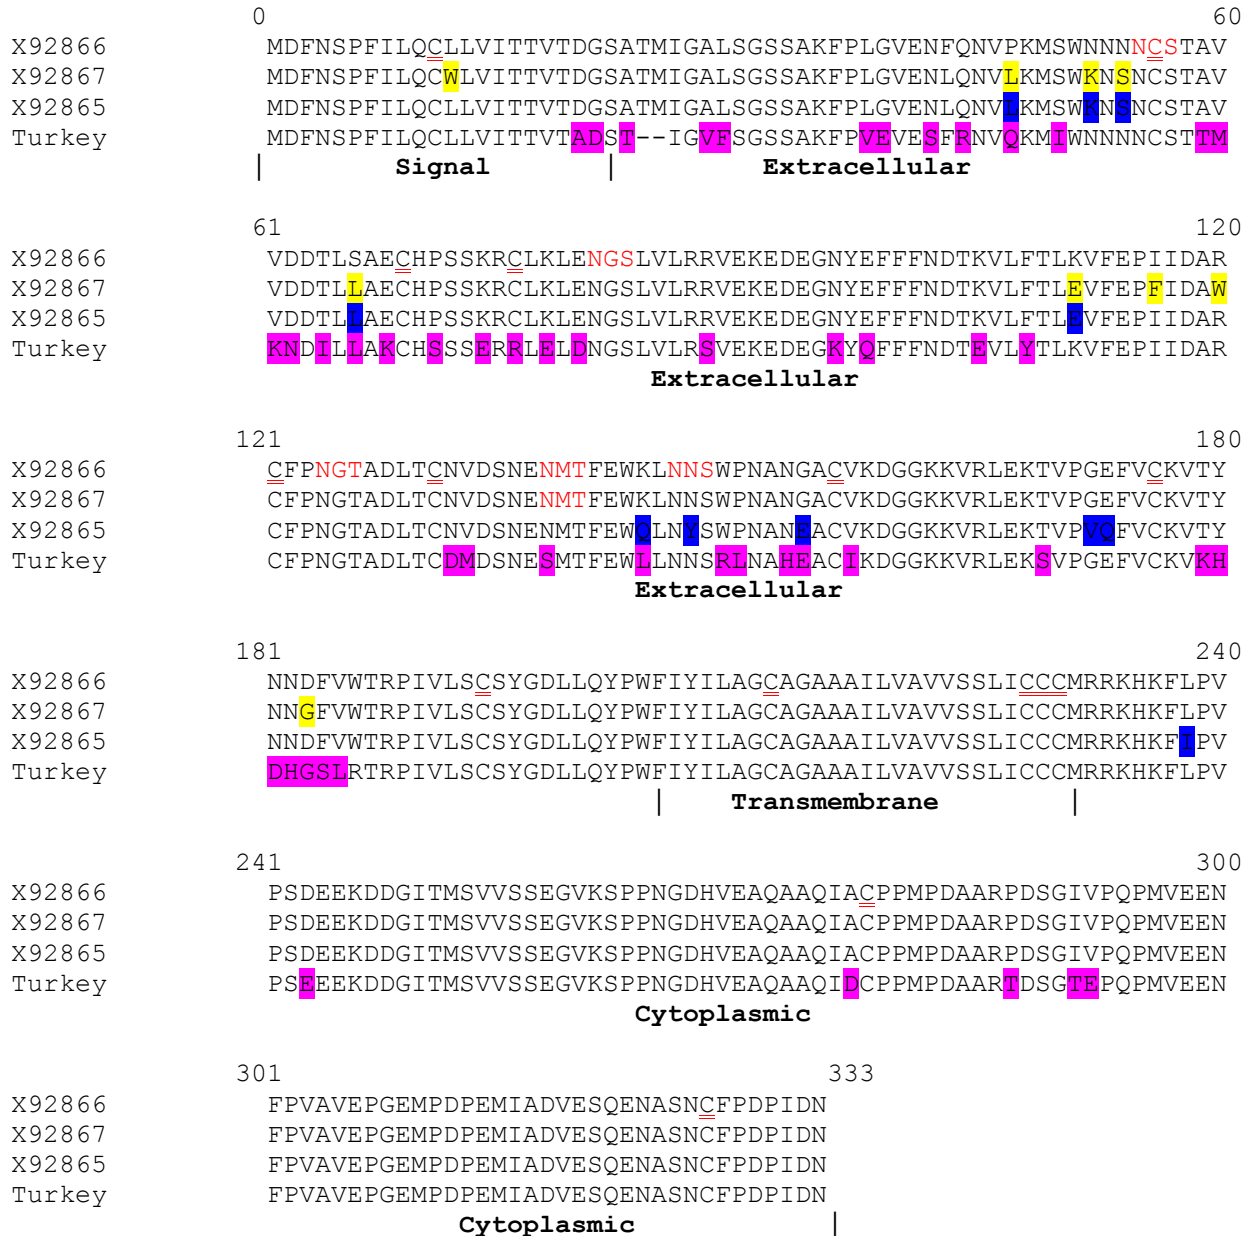 0 60
X92866 MDFNSPFILQCLLVITTVTDGSATMIGALSGSSAKFPLGVENFQNVPKMSWNNNNCSTAV
X92867 MDFNSPFILQCWLVITTVTDGSATMIGALSGSSAKFPLGVENLQNVLKMSWKNSNCSTAV
X92865 MDFNSPFILQCLLVITTVTDGSATMIGALSGSSAKFPLGVENLQNVLKMSWKNSNCSTAV
Turkey MDFNSPFILQCLLVITTVTADST--IGVFSGSSAKFPVEVESFRNVQKMIWNNNNCSTTM
| Signal | Extracellular
61 120
X92866 VDDTLSAECHPSSKRCLKLENGSLVLRRVEKEDEGNYEFFFNDTKVLFTLKVFEPIIDAR
X92867 VDDTLLAECHPSSKRCLKLENGSLVLRRVEKEDEGNYEFFFNDTKVLFTLEVFEPFIDAW
X92865 VDDTLLAECHPSSKRCLKLENGSLVLRRVEKEDEGNYEFFFNDTKVLFTLEVFEPIIDAR
Turkey KNDILLAKCHSSSERRLELDNGSLVLRSVEKEDEGKYQFFFNDTEVLYTLKVFEPIIDAR
Extracellular
121 180
X92866 CFPNGTADLTCNVDSNENMTFEWKLNNSWPNANGACVKDGGKKVRLEKTVPGEFVCKVTY
X92867 CFPNGTADLTCNVDSNENMTFEWKLNNSWPNANGACVKDGGKKVRLEKTVPGEFVCKVTY
X92865 CFPNGTADLTCNVDSNENMTFEWQLNYSWPNANEACVKDGGKKVRLEKTVPVQFVCKVTY
Turkey CFPNGTADLTCDMDSNESMTFEWLLNNSRLNAHEACIKDGGKKVRLEKSVPGEFVCKVKH
Extracellular
181 240
X92866 NNDFVWTRPIVLSCSYGDLLQYPWFIYILAGCAGAAAILVAVVSSLICCCMRRKHKFLPV
X92867 NNGFVWTRPIVLSCSYGDLLQYPWFIYILAGCAGAAAILVAVVSSLICCCMRRKHKFLPV
X92865 NNDFVWTRPIVLSCSYGDLLQYPWFIYILAGCAGAAAILVAVVSSLICCCMRRKHKFIPV
Turkey DHGSLRTRPIVLSCSYGDLLQYPWFIYILAGCAGAAAILVAVVSSLICCCMRRKHKFLPV
| Transmembrane |
241 300
X92866 PSDEEKDDGITMSVVSSEGVKSPPNGDHVEAQAAQIACPPMPDAARPDSGIVPQPMVEEN
X92867 PSDEEKDDGITMSVVSSEGVKSPPNGDHVEAQAAQIACPPMPDAARPDSGIVPQPMVEEN
X92865 PSDEEKDDGITMSVVSSEGVKSPPNGDHVEAQAAQIACPPMPDAARPDSGIVPQPMVEEN
Turkey PSEEEKDDGITMSVVSSEGVKSPPNGDHVEAQAAQIDCPPMPDAARTDSGTEPQPMVEEN
Cytoplasmic
301 333
X92866 FPVAVEPGEMPDPEMIADVESQENASNCFPDPIDN
X92867 FPVAVEPGEMPDPEMIADVESQENASNCFPDPIDN
X92865 FPVAVEPGEMPDPEMIADVESQENASNCFPDPIDN
Turkey FPVAVEPGEMPDPEMIADVESQENASNCFPDPIDN
Cytoplasmic |